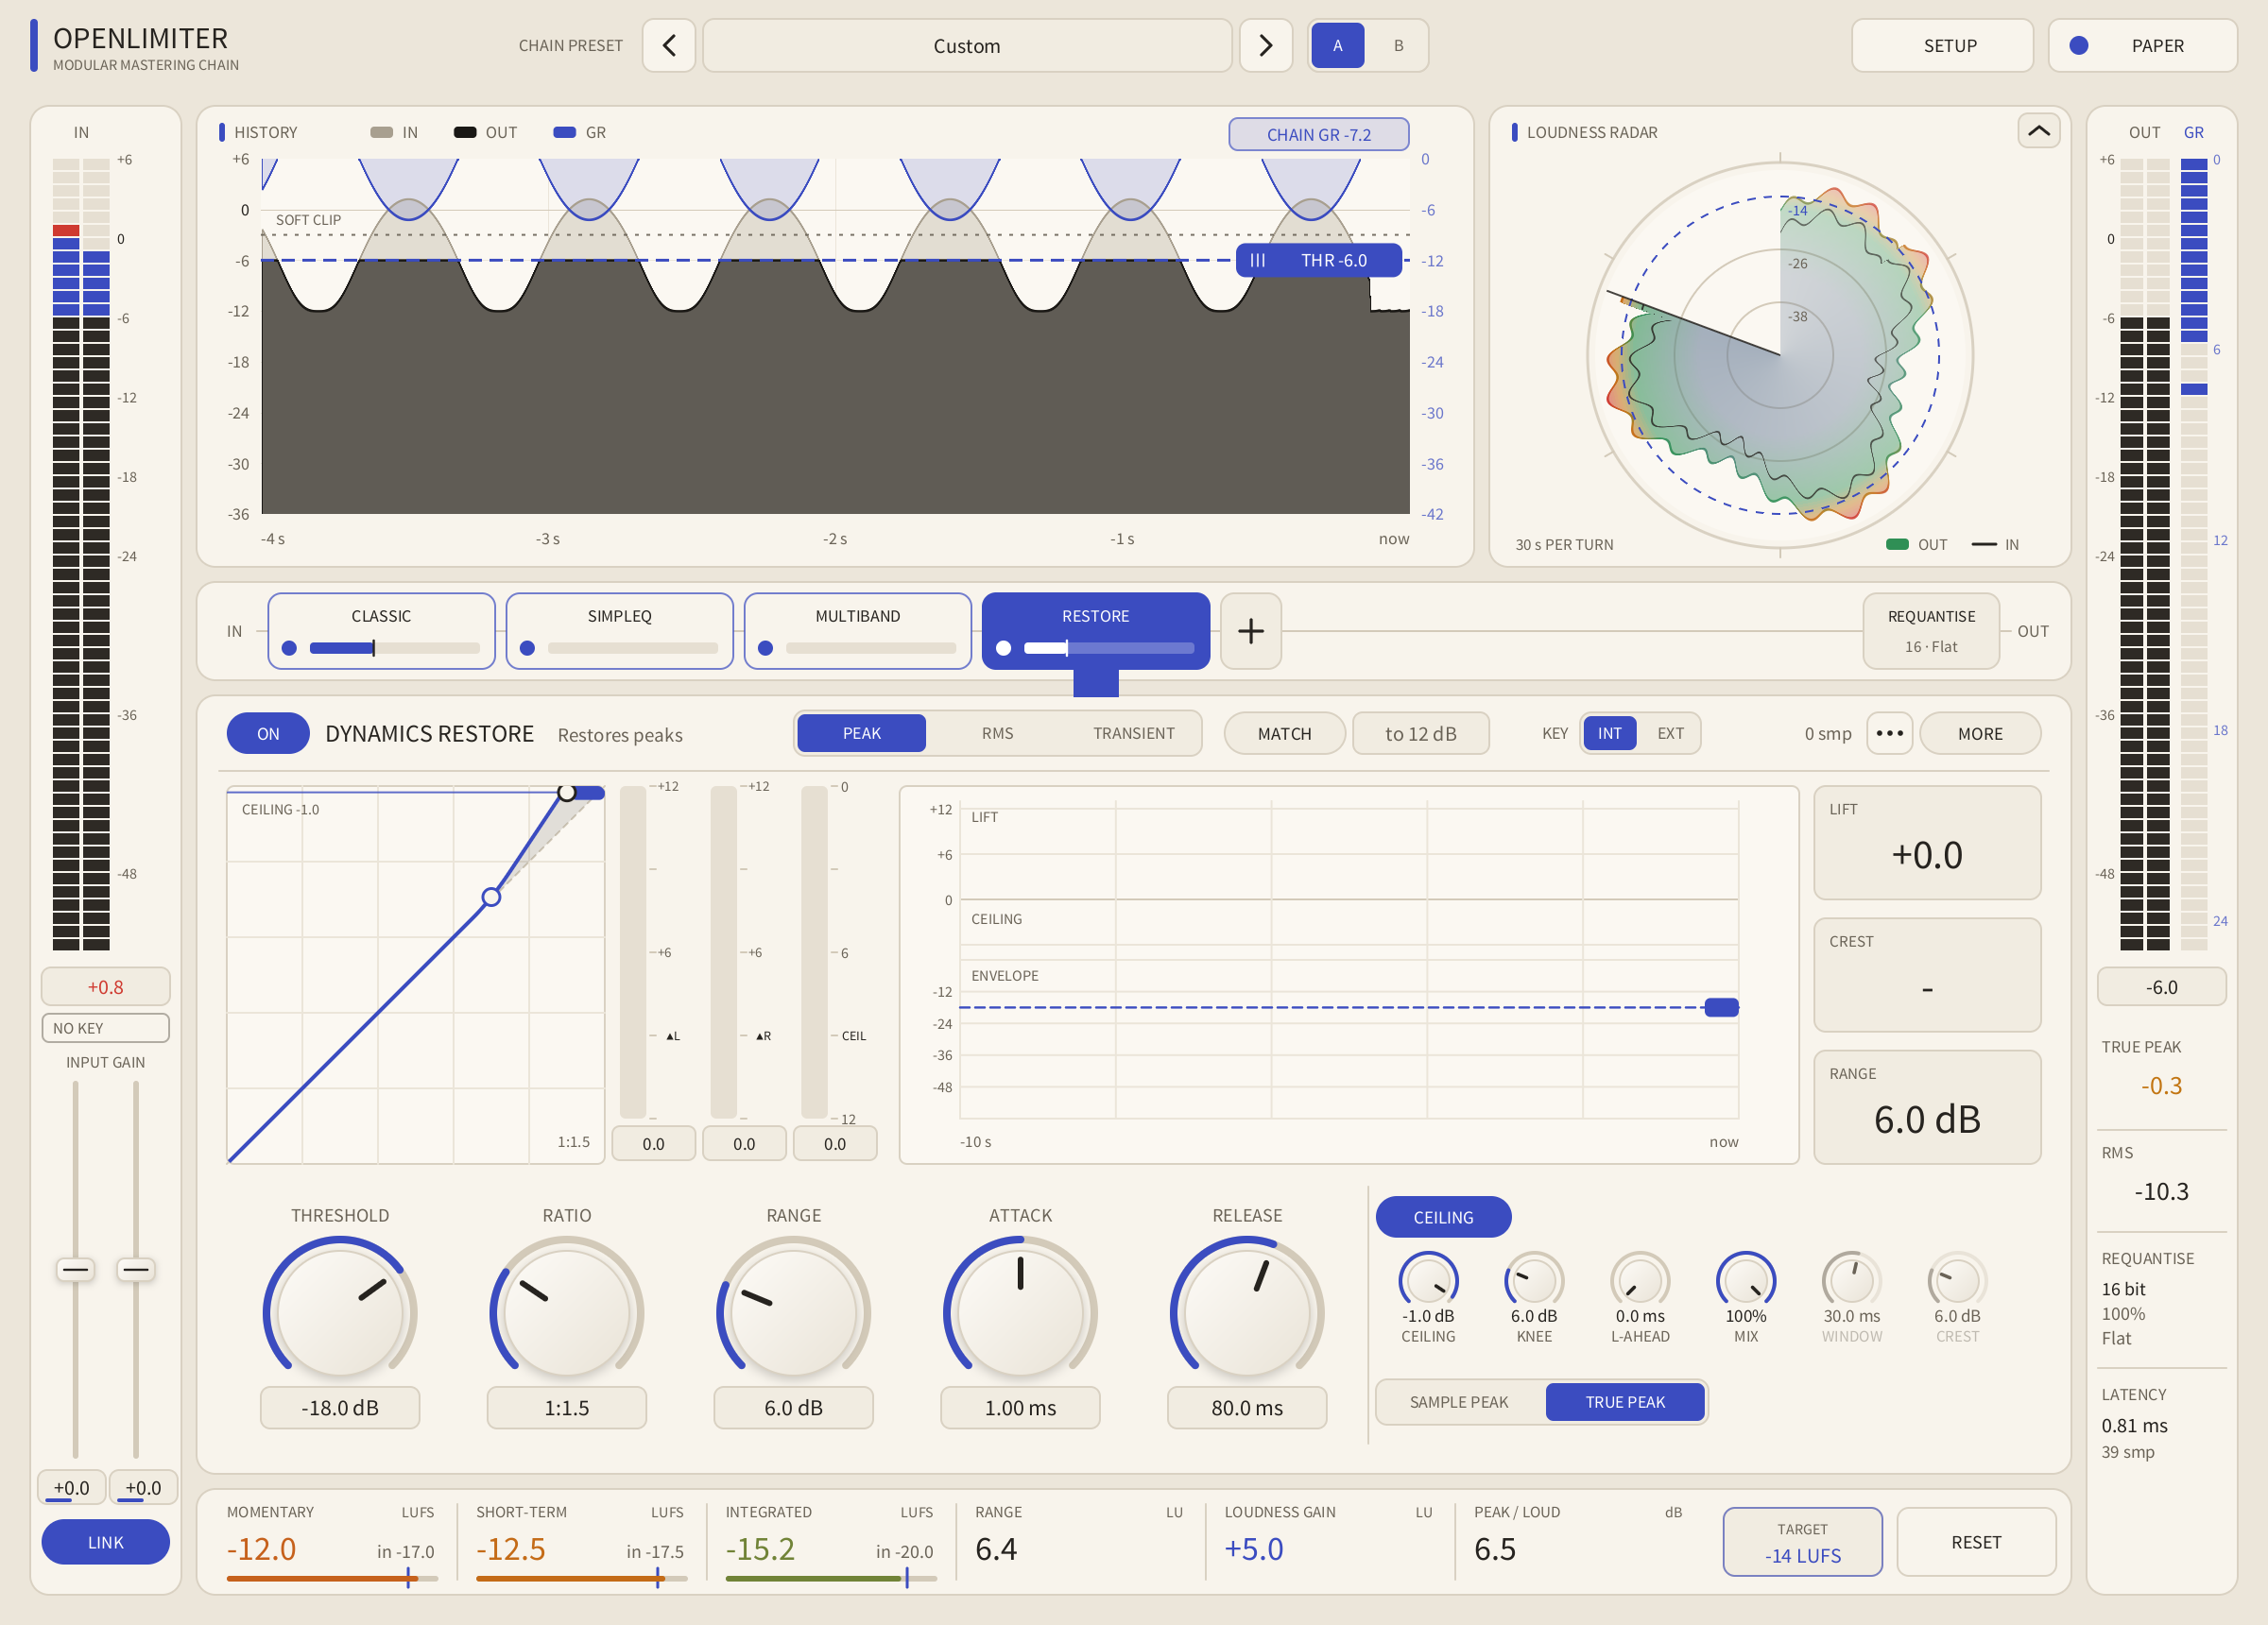 OPENLIMITER
MODULAR MASTERING CHAIN
CHAIN PRESET
Custom
A
B
SETUP
PAPER
IN
+6
0
-6
-12
-18
-24
-36
-48
+0.8
NO KEY
INPUT GAIN
+0.0
+0.0
LINK
HISTORY
IN
OUT
GR
CHAIN GR -7.2
+6
0
-6
-12
-18
-24
-30
-36
SOFT CLIP
THR -6.0
0
-6
-12
-18
-24
-30
-36
-42
-4 s
-3 s
-2 s
-1 s
now
LOUDNESS RADAR
-14
-26
-38
30 s PER TURN
OUT
IN
IN
CLASSIC
SIMPLEQ
MULTIBAND
RESTORE
REQUANTISE
16 · Flat
OUT
ON
DYNAMICS RESTORE
Restores peaks
PEAK
RMS
TRANSIENT
MATCH
to 12 dB
KEY
INT
EXT
0 smp
MORE
CEILING -1.0
1:1.5
+12
+6
▲L
0.0
+12
+6
▲R
0.0
0
6
CEIL
12
0.0
+12
+6
0
-12
-24
-36
-48
LIFT
CEILING
ENVELOPE
-10 s
now
LIFT
+0.0
CREST
-
RANGE
6.0 dB
THRESHOLD
-18.0 dB
RATIO
1:1.5
RANGE
6.0 dB
ATTACK
1.00 ms
RELEASE
80.0 ms
CEILING
-1.0 dB
CEILING
6.0 dB
KNEE
0.0 ms
L-AHEAD
100%
MIX
30.0 ms
WINDOW
6.0 dB
CREST
SAMPLE PEAK
TRUE PEAK
MOMENTARY
LUFS
-12.0
in -17.0
SHORT-TERM
LUFS
-12.5
in -17.5
INTEGRATED
LUFS
-15.2
in -20.0
RANGE
LU
6.4
LOUDNESS GAIN
LU
+5.0
PEAK / LOUD
dB
6.5
TARGET
-14 LUFS
RESET
OUT
GR
+6
0
-6
-12
-18
-24
-36
-48
0
6
12
18
24
-6.0
TRUE PEAK
-0.3
RMS
-10.3
REQUANTISE
16 bit
100%
Flat
LATENCY
0.81 ms
39 smp